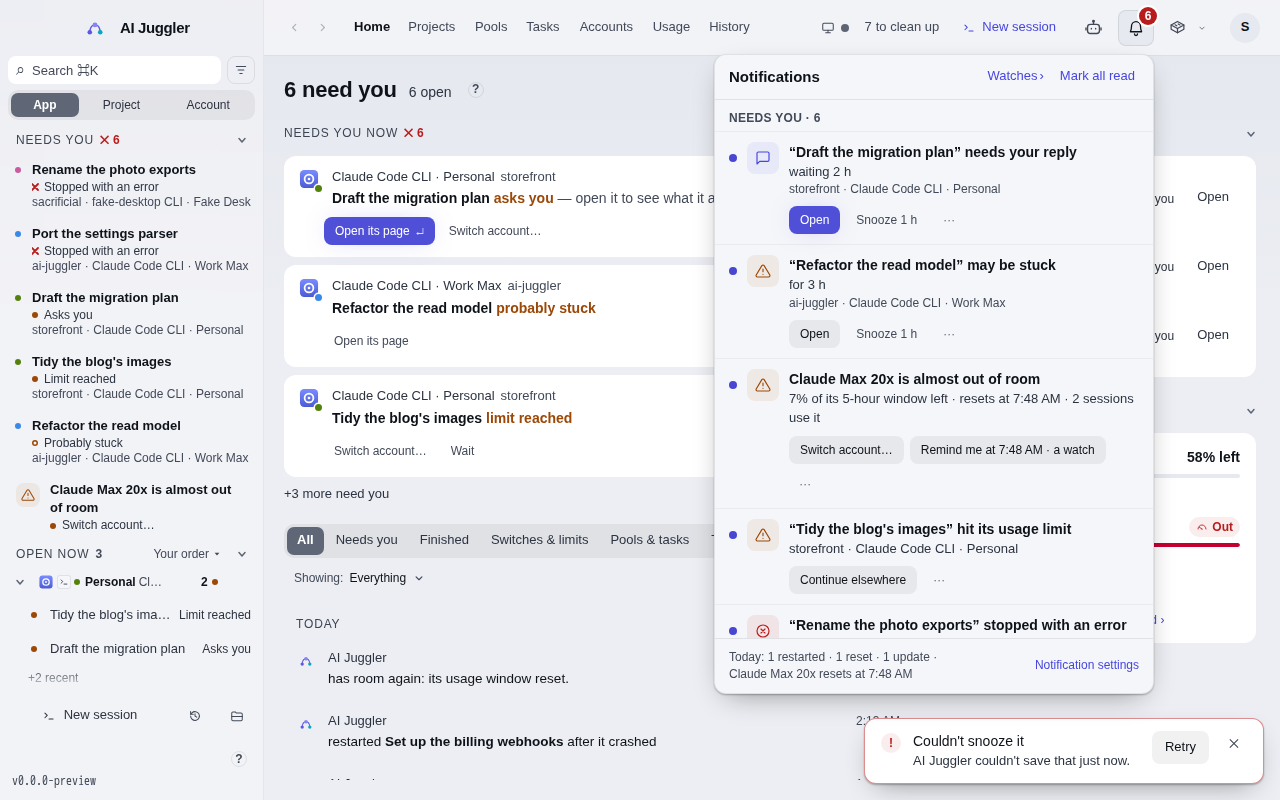 AI Juggler
Search ⌘K
App
Project
Account
NEEDS YOU 6
Rename the photo exports
Stopped with an error
sacrificial · fake-desktop CLI · Fake Desk
Port the settings parser
Stopped with an error
ai-juggler · Claude Code CLI · Work Max
Draft the migration plan
Asks you
storefront · Claude Code CLI · Personal
Tidy the blog's images
Limit reached
storefront · Claude Code CLI · Personal
Refactor the read model
Probably stuck
ai-juggler · Claude Code CLI · Work Max
Claude Max 20x is almost out
of room
Switch account…
OPEN NOW 3 Your order
Personal Cl… 2
Tidy the blog's ima… Limit reached
Draft the migration plan Asks you
+2 recent
New session
?
v0.0.0-preview
Home
Projects
Pools
Tasks
Accounts
Usage
History
7 to clean up
New session
6
S
6 need you 6 open ?
NEEDS YOU NOW 6
Claude Code CLI · Personal storefront
Draft the migration plan asks you — open it to see what it a
Open its page
Switch account…
Claude Code CLI · Work Max ai-juggler
Refactor the read model probably stuck
Open its page
Claude Code CLI · Personal storefront
Tidy the blog's images limit reached
Switch account…
Wait
+3 more need you
All
Needs you
Finished
Switches & limits
Pools & tasks
Showing: Everything
TODAY
AI Juggler
has room again: its usage window reset.
AI Juggler
restarted Set up the billing webhooks after it crashed
you Open
you Open
you Open
58% left
Out
Notifications
Watches ›
Mark all read
NEEDS YOU · 6
“Draft the migration plan” needs your reply
waiting 2 h
storefront · Claude Code CLI · Personal
Open
Snooze 1 h
···
“Refactor the read model” may be stuck
for 3 h
ai-juggler · Claude Code CLI · Work Max
Open
Snooze 1 h
···
Claude Max 20x is almost out of room
7% of its 5-hour window left · resets at 7:48 AM · 2 sessions
use it
Switch account…
Remind me at 7:48 AM · a watch
···
“Tidy the blog's images” hit its usage limit
storefront · Claude Code CLI · Personal
Continue elsewhere
···
“Rename the photo exports” stopped with an error
Today: 1 restarted · 1 reset · 1 update ·
Claude Max 20x resets at 7:48 AM
Notification settings
Couldn't snooze it
AI Juggler couldn't save that just now.
Retry